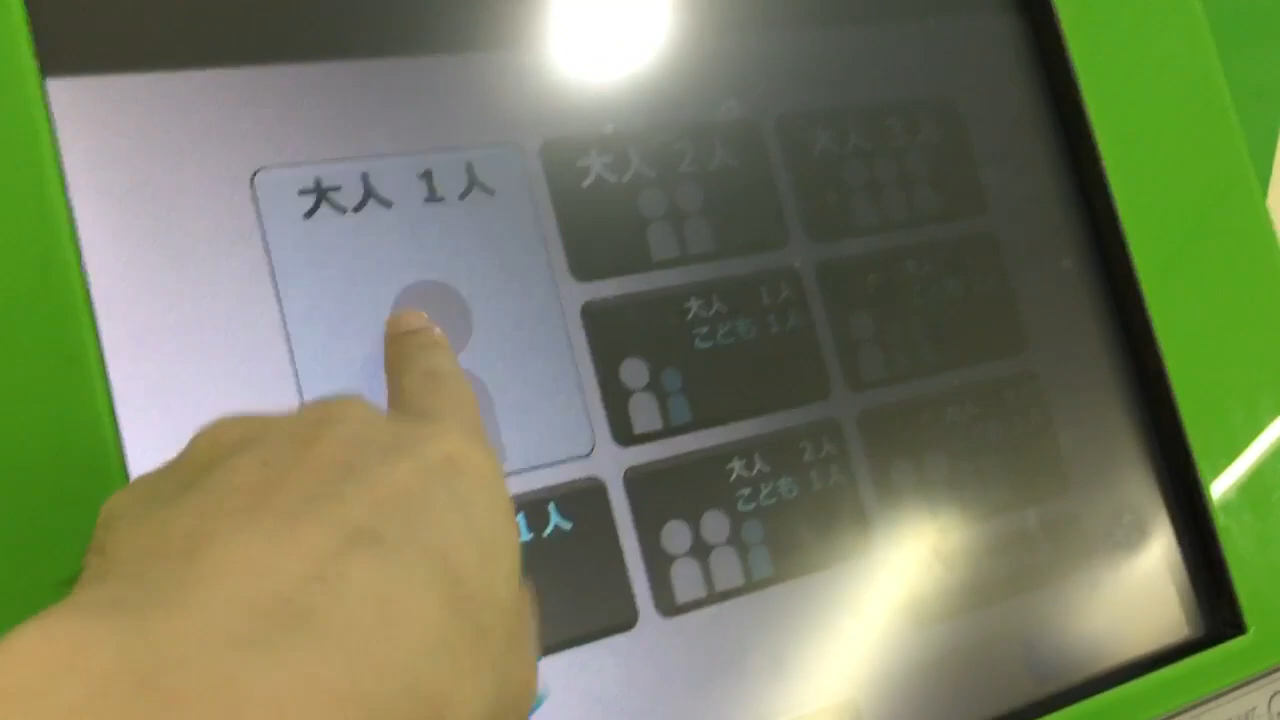 大人 1人
大人 2人
大人 3人
大人 1人
こども 1人
1人
大人 2人
こども 1人